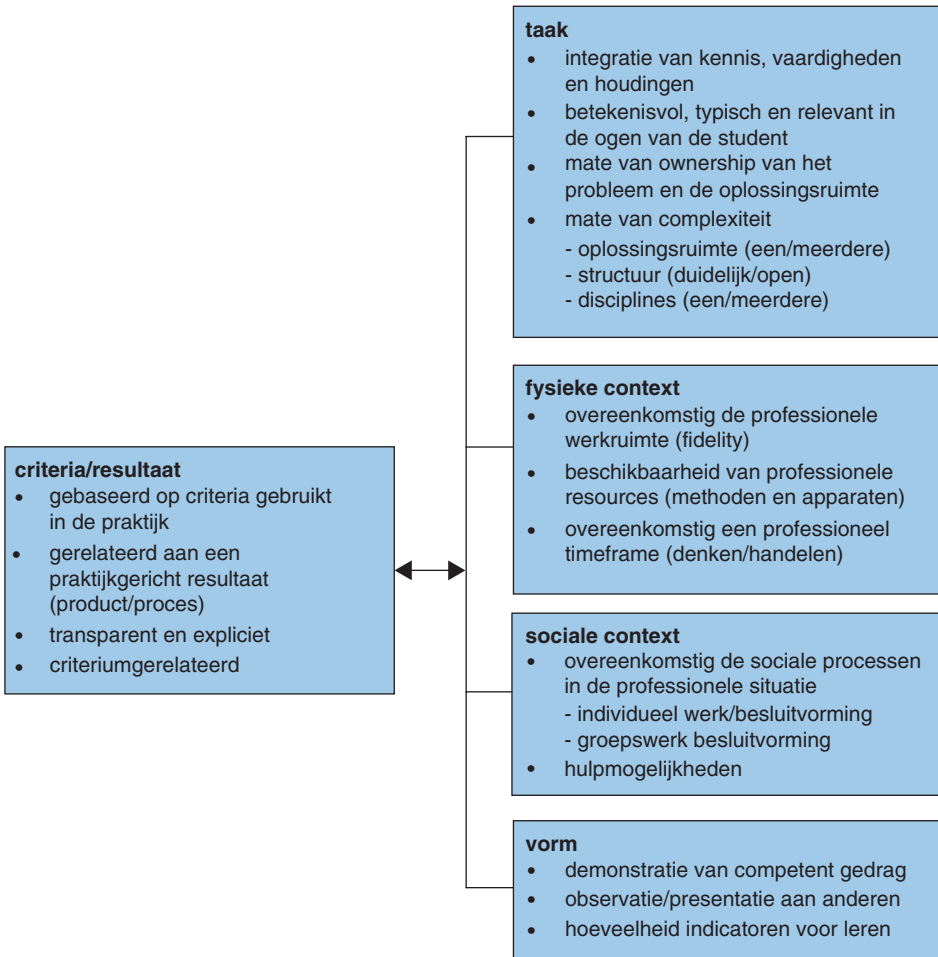 taak
• integratie van kennis, vaardigheden
en houdingen
• betekenisvol, typisch en relevant in
de ogen van de student
• mate van ownership van het
probleem en de oplossingsruimte
• mate van complexiteit
- oplossingsruimte (een/meerdere)
- structuur (duidelijk/open)
- disciplines (een/meerdere)
fysieke context
• overeenkomstig de professionele
werkruimte (fidelity)
• beschikbaarheid van professionele
resources (methoden en apparaten)
• overeenkomstig een professioneel
timeframe (denken/handelen)
criteria/resultaat
• gebaseerd op criteria gebruikt
in de praktijk
• gerelateerd aan een
praktijkgericht resultaat
(product/proces)
• transparant en expliciet
• criteriumgerelateerd
sociale context
• overeenkomstig de sociale processen
in de professionele situatie
- individueel werk/besluitvorming
- groepswerk besluitvorming
• hulpmogelijkheden
vorm
• demonstratie van competent gedrag
• observatie/presentatie aan anderen
• hoeveelheid indicatoren voor leren